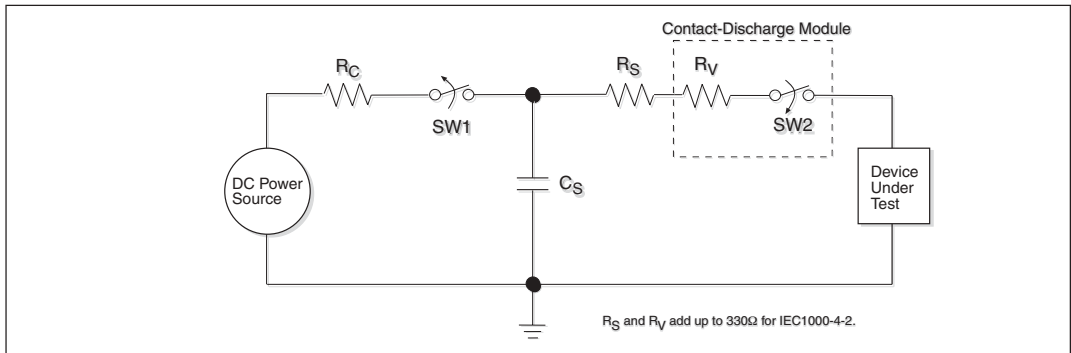 Contact-Discharge Module
RC
RS
RV
SW1
SW2
CS
DC Power
Source
Device
Under
Test
RS and RV add up to 330Ω for IEC1000-4-2.